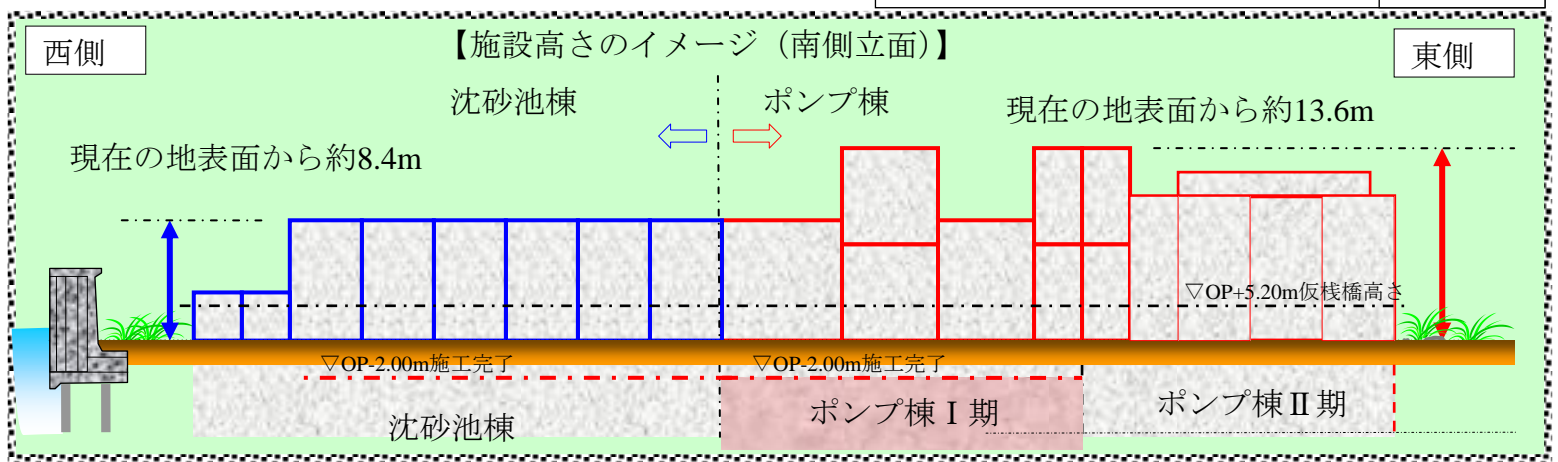 【施設高さのイメージ（南側立面）】
西側
東側
沈砂池棟
ポンプ棟
現在の地表面から約13.6m
現在の地表面から約8.4m
▽OP+5.20m仮桟橋高さ
▽OP-2.00m施工完了
▽OP-2.00m施工完了
沈砂池棟
ポンプ棟Ⅰ期
ポンプ棟Ⅱ期